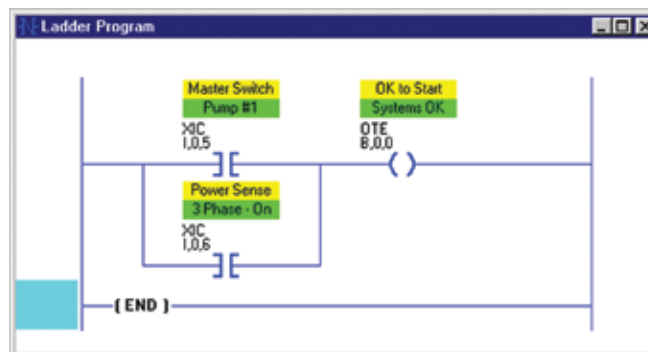 Ladder Program
Master Switch
Pump #1
XIC
I,0,5
OK to Start
Systems OK
OTE
B,0,0
Power Sense
3 Phase - On
XIC
I,0,6
( END )